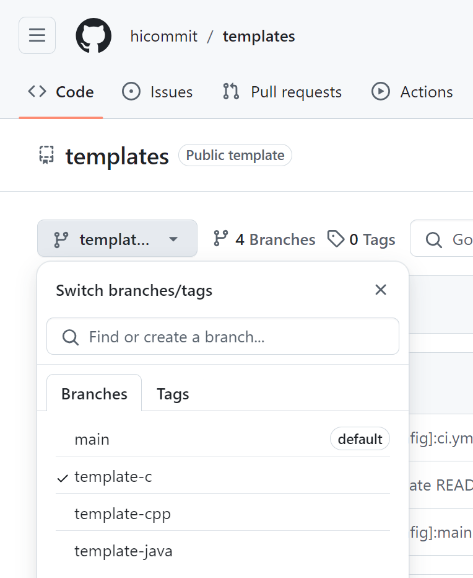 hicommit / templates
Code Issues Pull requests Actions
templates Public template
templat... 4 Branches 0 Tags Go
Switch branches/tags
Find or create a branch...
Branches Tags
main default
fig]:ci.ym
template-c
ate READ
template-cpp
fig]:main
template-java